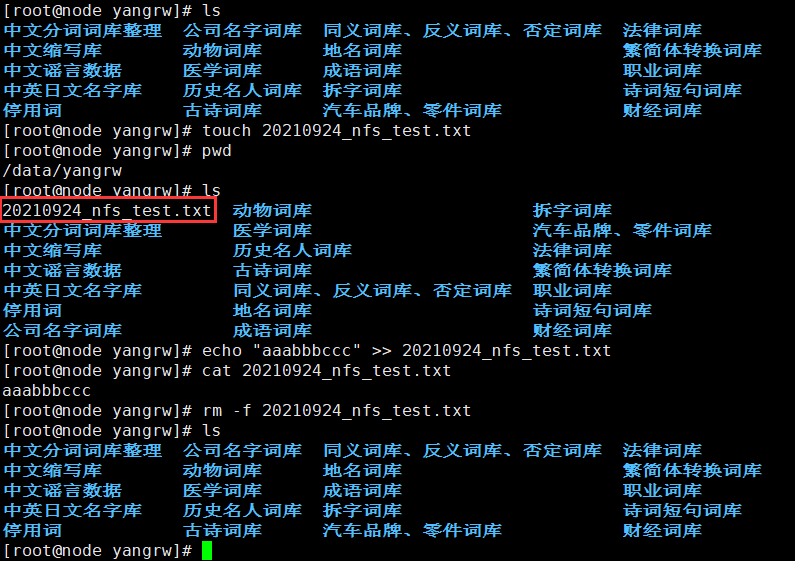 [root@node yangrw]# ls
中文分词词库整理 公司名字词库 同义词库、反义词库、否定词库 法律词库
中文缩写库 动物词库 地名词库 繁简体转换词库
中文谣言数据 医学词库 成语词库 职业词库
中英日文名字库 历史名人词库 拆字词库 诗词短句词库
停用词 古诗词库 汽车品牌、零件词库 财经词库
[root@node yangrw]# touch 20210924_nfs_test.txt
[root@node yangrw]# pwd
/data/yangrw
[root@node yangrw]# ls
20210924_nfs_test.txt 动物词库 拆字词库
中文分词词库整理 医学词库 汽车品牌、零件词库
中文缩写库 历史名人词库 法律词库
中文谣言数据 古诗词库 繁简体转换词库
中英日文名字库 同义词库、反义词库、否定词库 职业词库
停用词 地名词库 诗词短句词库
公司名字词库 成语词库 财经词库
[root@node yangrw]# echo "aaabbbccc" >> 20210924_nfs_test.txt
[root@node yangrw]# cat 20210924_nfs_test.txt
aaabbbccc
[root@node yangrw]# rm -f 20210924_nfs_test.txt
[root@node yangrw]# ls
中文分词词库整理 公司名字词库 同义词库、反义词库、否定词库 法律词库
中文缩写库 动物词库 地名词库 繁简体转换词库
中文谣言数据 医学词库 成语词库 职业词库
中英日文名字库 历史名人词库 拆字词库 诗词短句词库
停用词 古诗词库 汽车品牌、零件词库 财经词库
[root@node yangrw]#